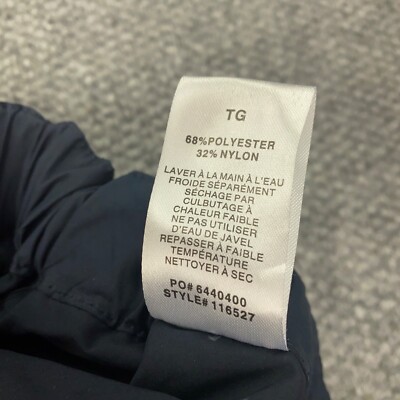 TG
68%POLYESTER
32%NYLON
LAVER À LA MAIN À L'EAU
FROIDE SÉPARÉMENT
SÉCHAGE PAR
CULBUTAGE À
CHALEUR FAIBLE
NE PAS UTILISER
D'EAU DE JAVEL
REPASSER À FAIBLE
TEMPÉRATURE
NETTOYER À SEC
PO# 6440400
STYLE# 116527